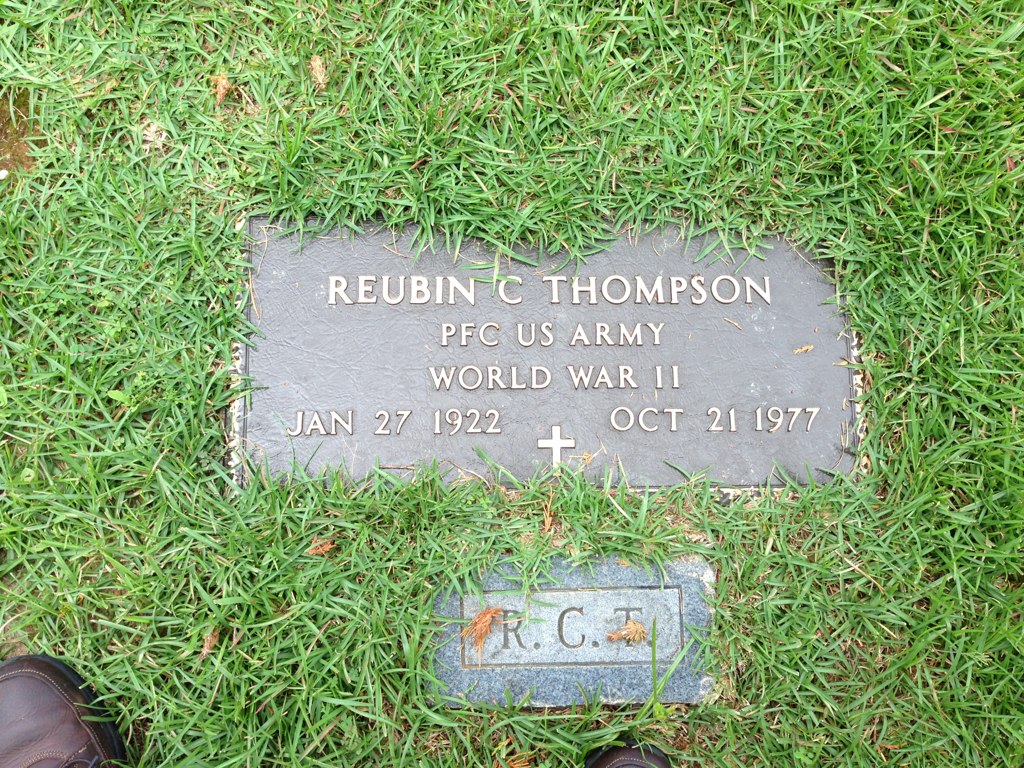 REUBIN C THOMPSON
PFC US ARMY
WORLD WAR II
JAN 27 1922 OCT 21 1977
R. C. T